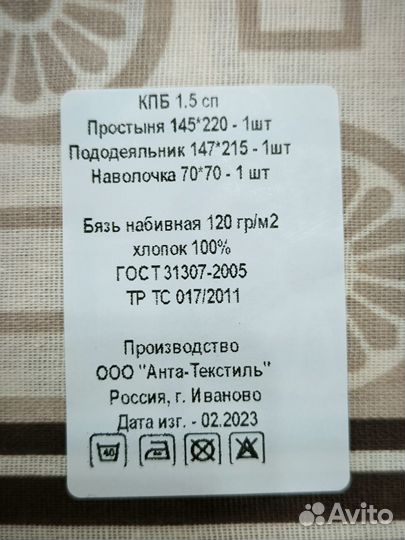 КПБ 1.5 сп
Простыня 145*220 - 1шт
Пододеяльник 147*215 - 1шт
Наволочка 70*70 - 1 шт
Бязь набивная 120 гр/м2
хлопок 100%
ГОСТ 31307-2005
ТР ТС 017/2011
Производство
ООО "Анта-Текстиль"
Россия, г. Иваново
Дата изг. - 02.2023
40
Avito